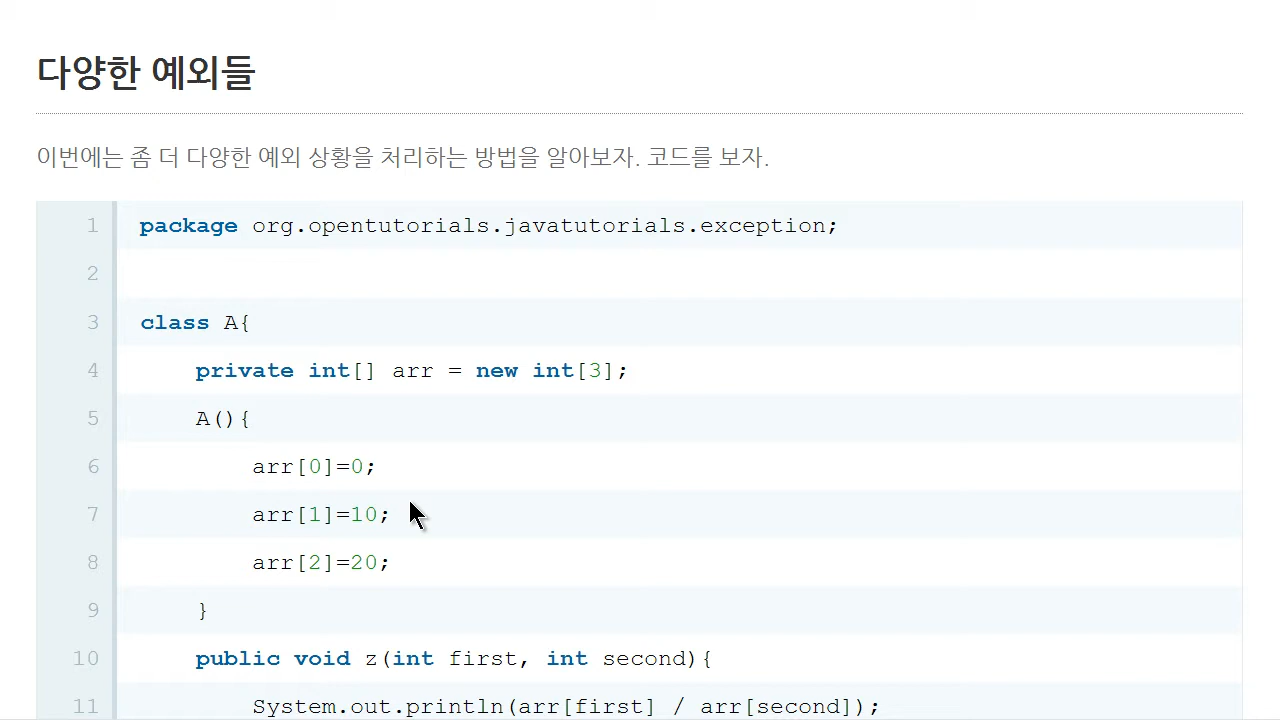 다양한 예외들
이번에는 좀 더 다양한 예외 상황을 처리하는 방법을 알아보자. 코드를 보자.
1 package org.opentutorials.javatutorials.exception;
2
3 class A{
4     private int[] arr = new int[3];
5     A(){
6         arr[0]=0;
7         arr[1]=10;
8         arr[2]=20;
9     }
10     public void z(int first, int second){
11         System.out.println(arr[first] / arr[second]);